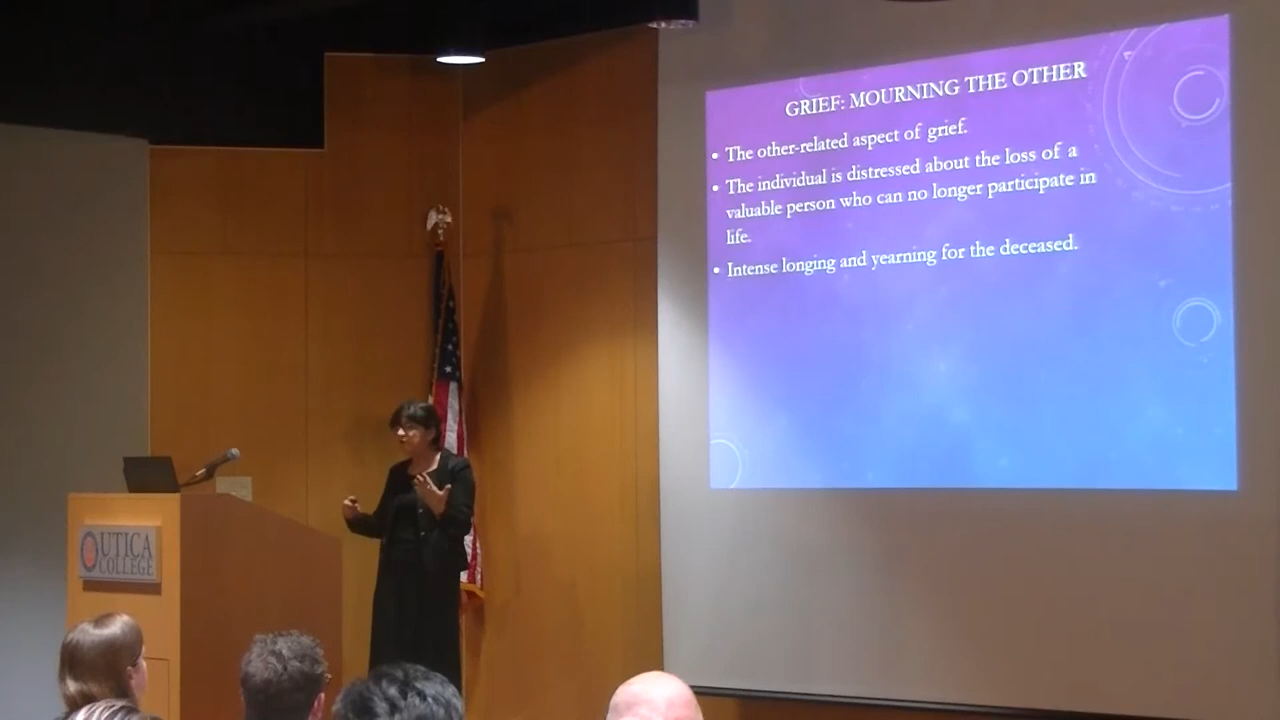 GRIEF: MOURNING THE OTHER
• The other-related aspect of grief.
• The individual is distressed about the loss of a
valuable person who can no longer participate in
life.
• Intense longing and yearning for the deceased.
UTICA
COLLEGE